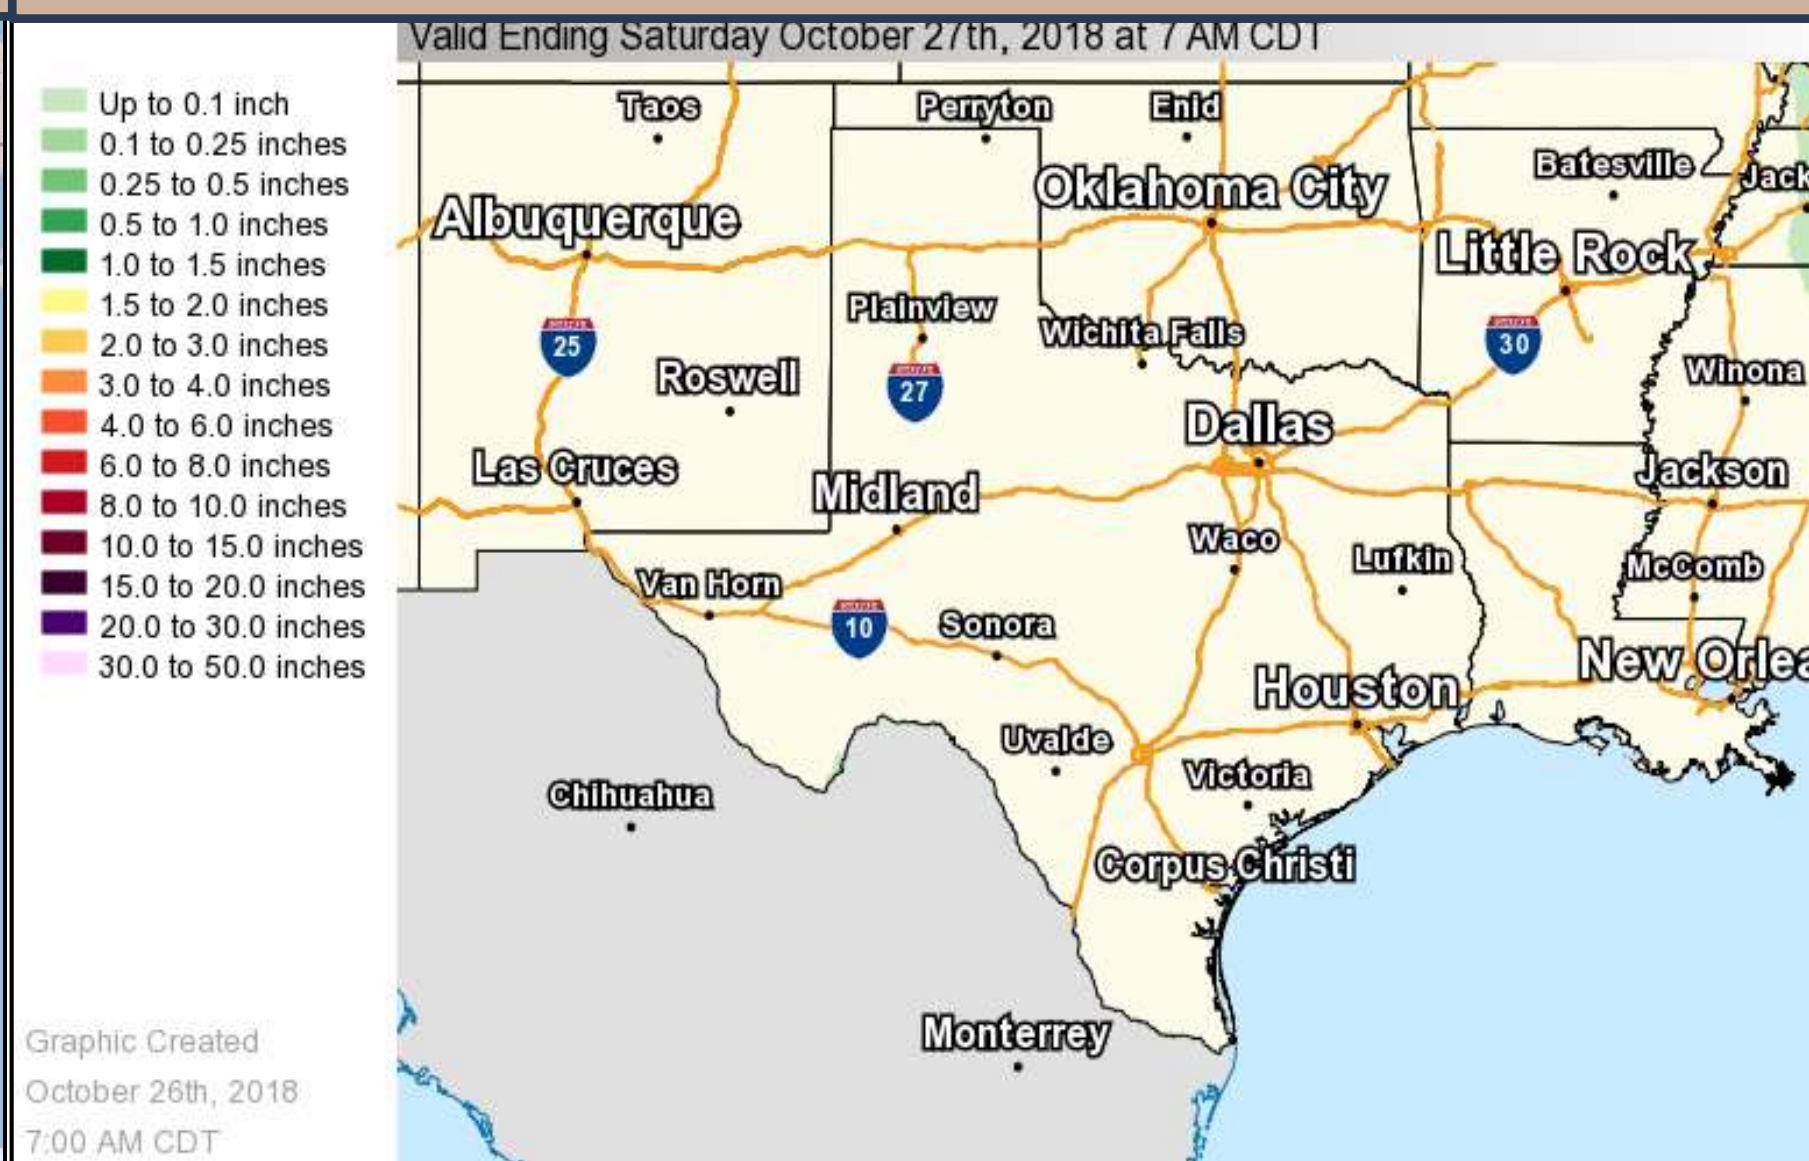 Valid Ending Saturday October 27th, 2018 at 7 AM CDT
Up to 0.1 inch
0.1 to 0.25 inches
0.25 to 0.5 inches
0.5 to 1.0 inches
1.0 to 1.5 inches
1.5 to 2.0 inches
2.0 to 3.0 inches
3.0 to 4.0 inches
4.0 to 6.0 inches
6.0 to 8.0 inches
8.0 to 10.0 inches
10.0 to 15.0 inches
15.0 to 20.0 inches
20.0 to 30.0 inches
30.0 to 50.0 inches
Graphic Created
October 26th, 2018
7:00 AM CDT
Taos
Perryton
Enid
Batesville
Jack
Oklahoma City
Albuquerque
Little Rock
Plainview
Wichita Falls
25
30
Roswell
27
Winona
Dallas
Las Cruces
Midland
Jackson
Waco
Lufkin
McComb
Van Horn
10
Sonora
New Orlea
Houston
Uvalde
Victoria
Chihuahua
Corpus Christi
Monterrey